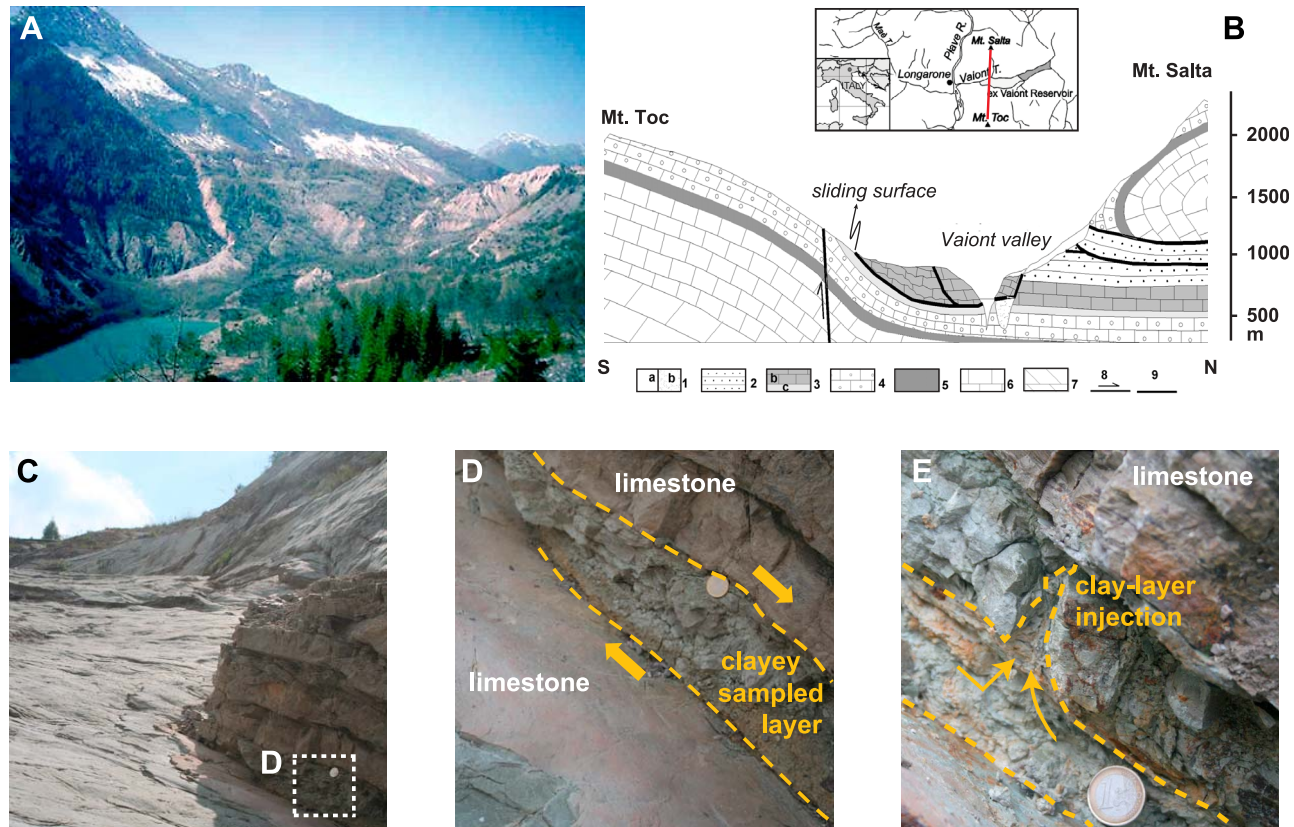 A
B
Mt. Salta
Maè T.
Piave R.
Longarone
Vaiont T.
ex Vaiont Reservoir
ITALY
Mt. Toc
Mt. Toc
Mt. Salta
2000
1500
1000
500
m
sliding surface
Vaiont valley
S
a b 1
2
b c 3
4
5
6
7
8
9
N
C
D
D
limestone
limestone
clayey
sampled
layer
E
limestone
clay-layer
injection
1